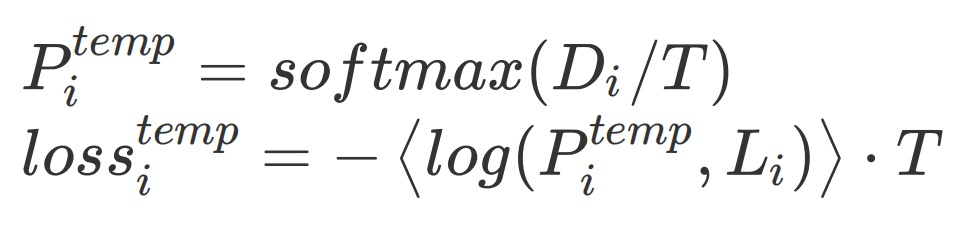 P_i^{temp} = softmax(D_i/T)
loss_i^{temp} = -⟨log(P_i^{temp}, L_i)⟩ · T